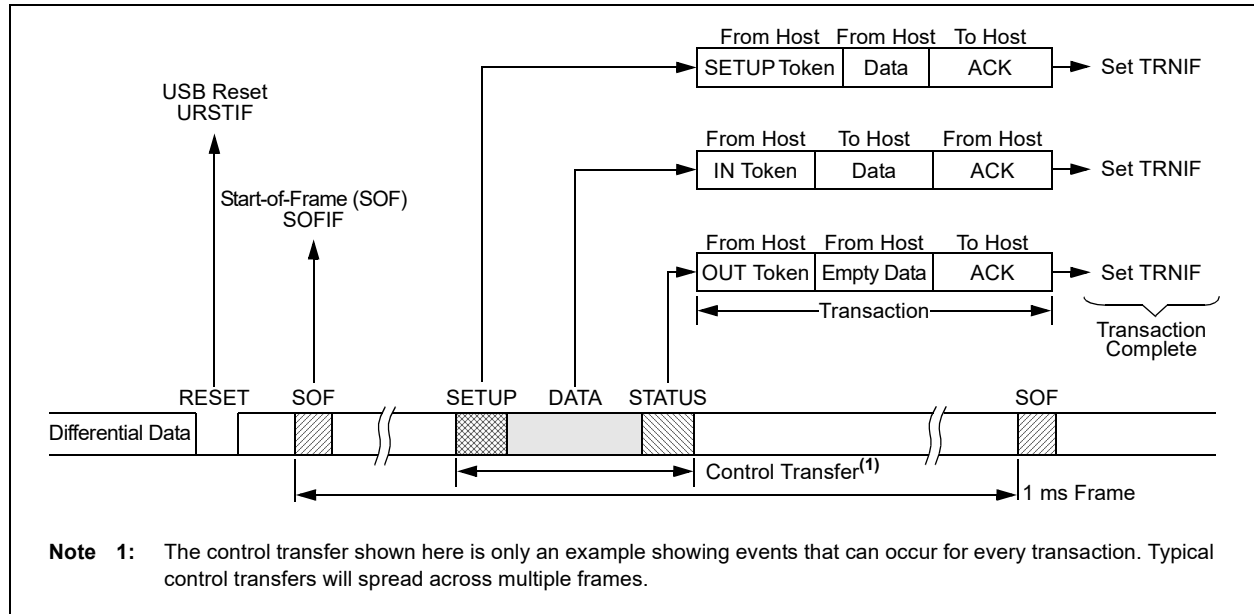 From Host From Host To Host
SETUP Token Data ACK Set TRNIF
USB Reset
URSTIF
From Host To Host From Host
IN Token Data ACK Set TRNIF
Start-of-Frame (SOF)
SOFIF
From Host From Host To Host
OUT Token Empty Data ACK Set TRNIF
Transaction
Transaction
Complete
RESET SOF SETUP DATA STATUS SOF
Differential Data
Control Transfer(1)
1 ms Frame
Note 1: The control transfer shown here is only an example showing events that can occur for every transaction. Typical
control transfers will spread across multiple frames.